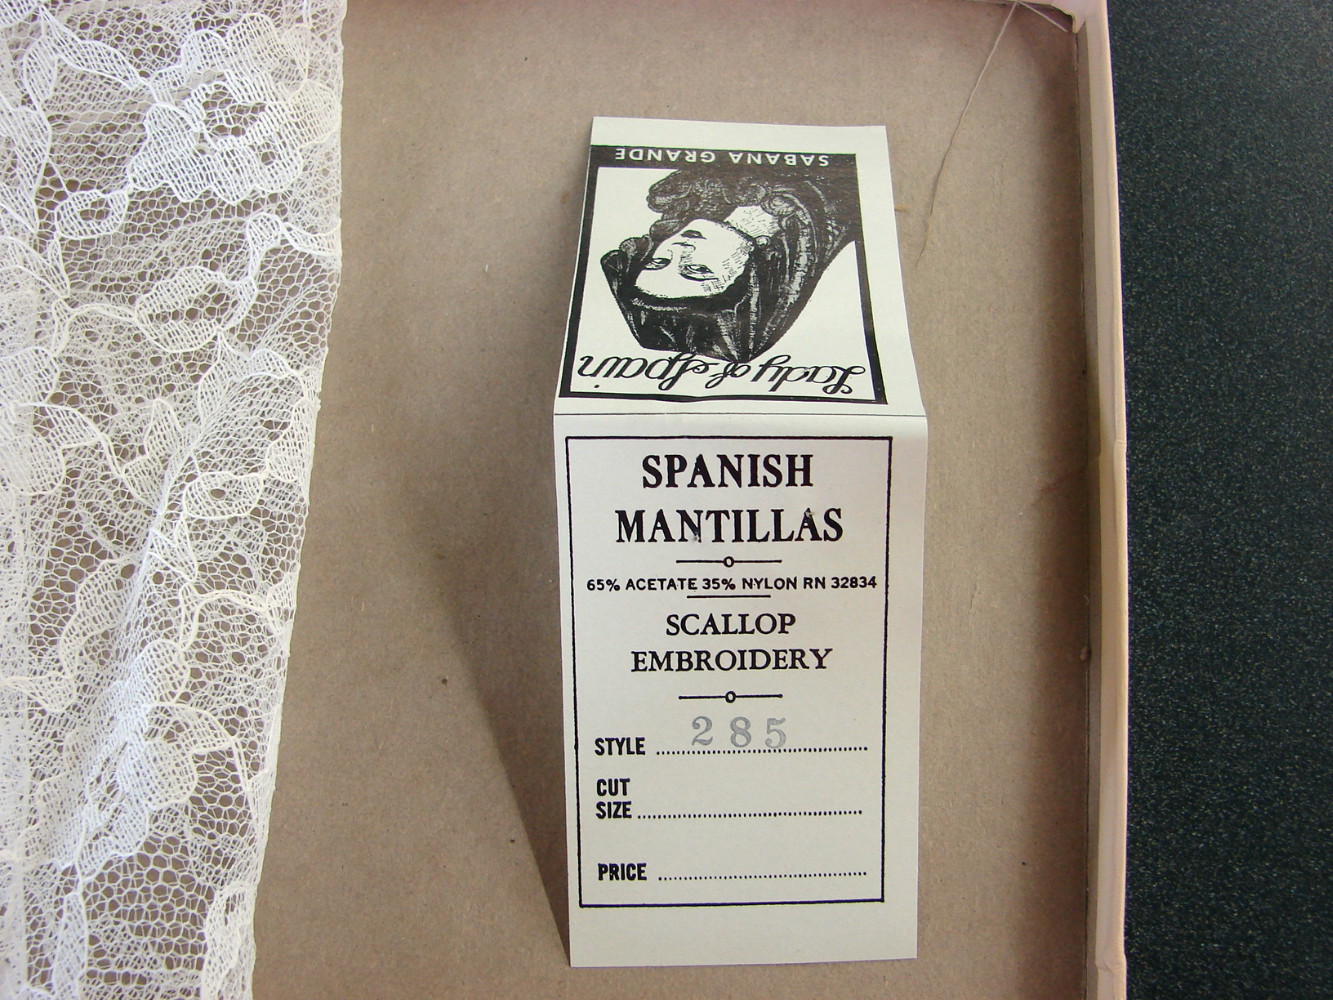 SABANA GRANDE
Lady of Spain
SPANISH
MANTILLAS
65% ACETATE 35% NYLON RN 32834
SCALLOP
EMBROIDERY
STYLE 285
CUT
SIZE
PRICE